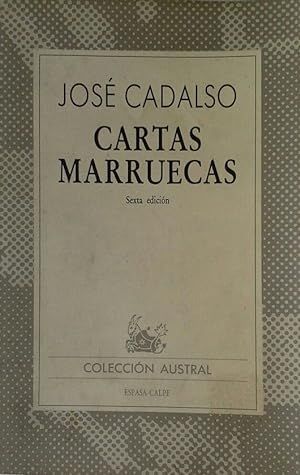 JOSÉ CADALSO
CARTAS
MARRUECAS
Sexta edición
COLECCIÓN AUSTRAL
ESPASA-CALPE